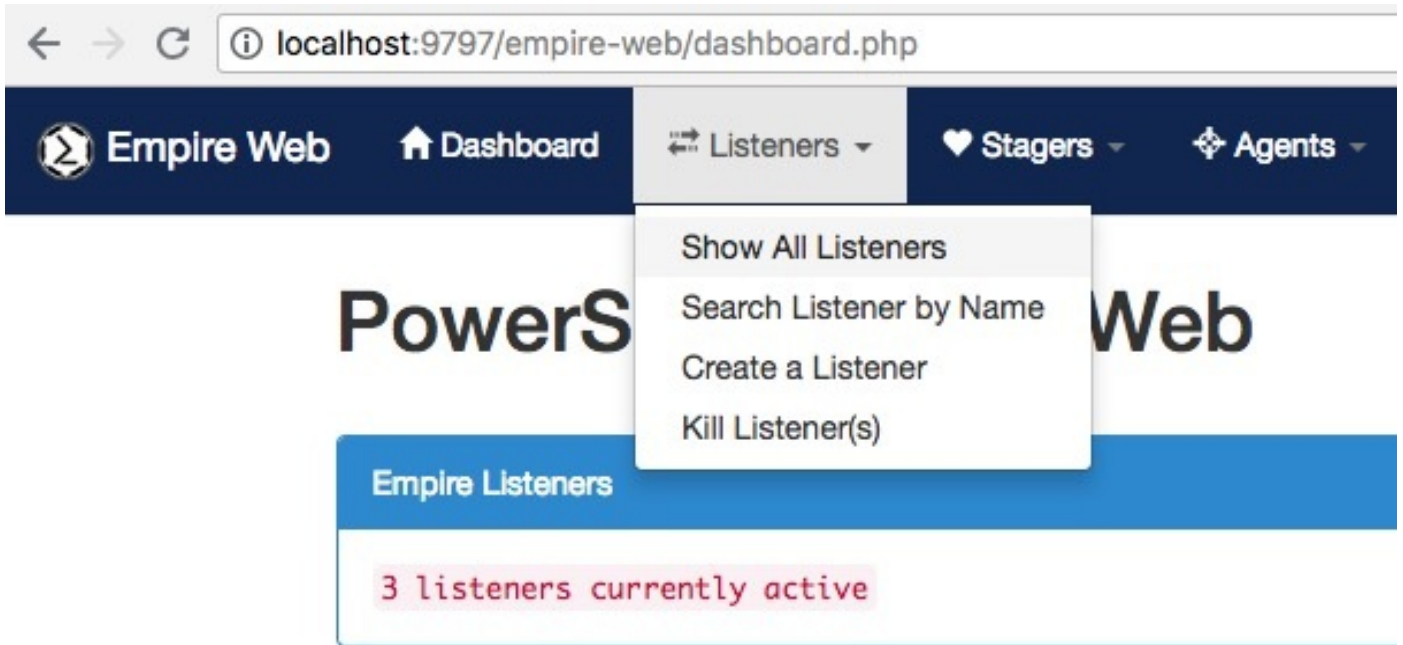 localhost:9797/empire-web/dashboard.php
Empire Web Dashboard Listeners Stagers Agents
Show All Listeners
Search Listener by Name
Create a Listener
Kill Listener(s)
PowerS Web
Empire Listeners
3 listeners currently active